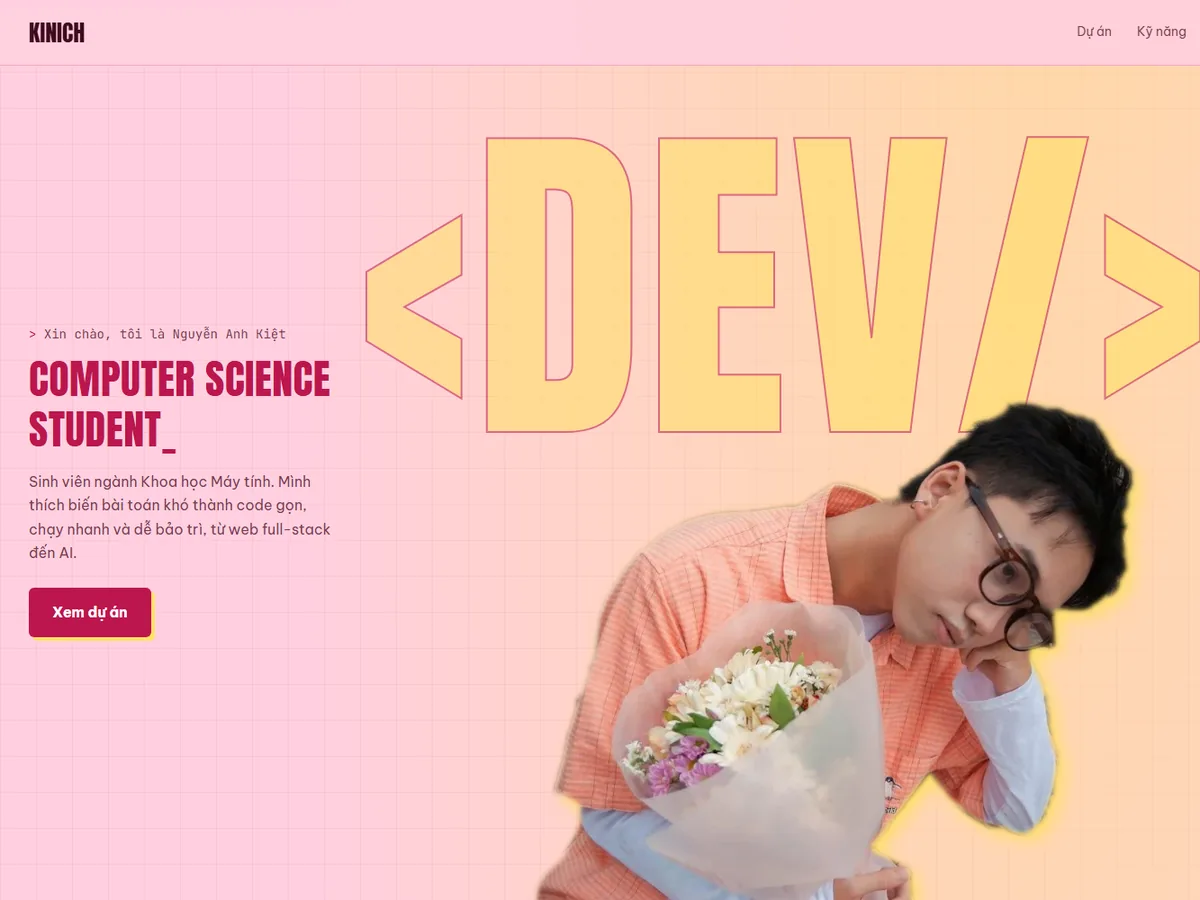 KINICH
Dự án
Kỹ năng
<DEV/>
> Xin chào, tôi là Nguyễn Anh Kiệt
COMPUTER SCIENCE
STUDENT_
Sinh viên ngành Khoa học Máy tính. Mình
thích biến bài toán khó thành code gọn,
chạy nhanh và dễ bảo trì, từ web full-stack
đến AI.
Xem dự án